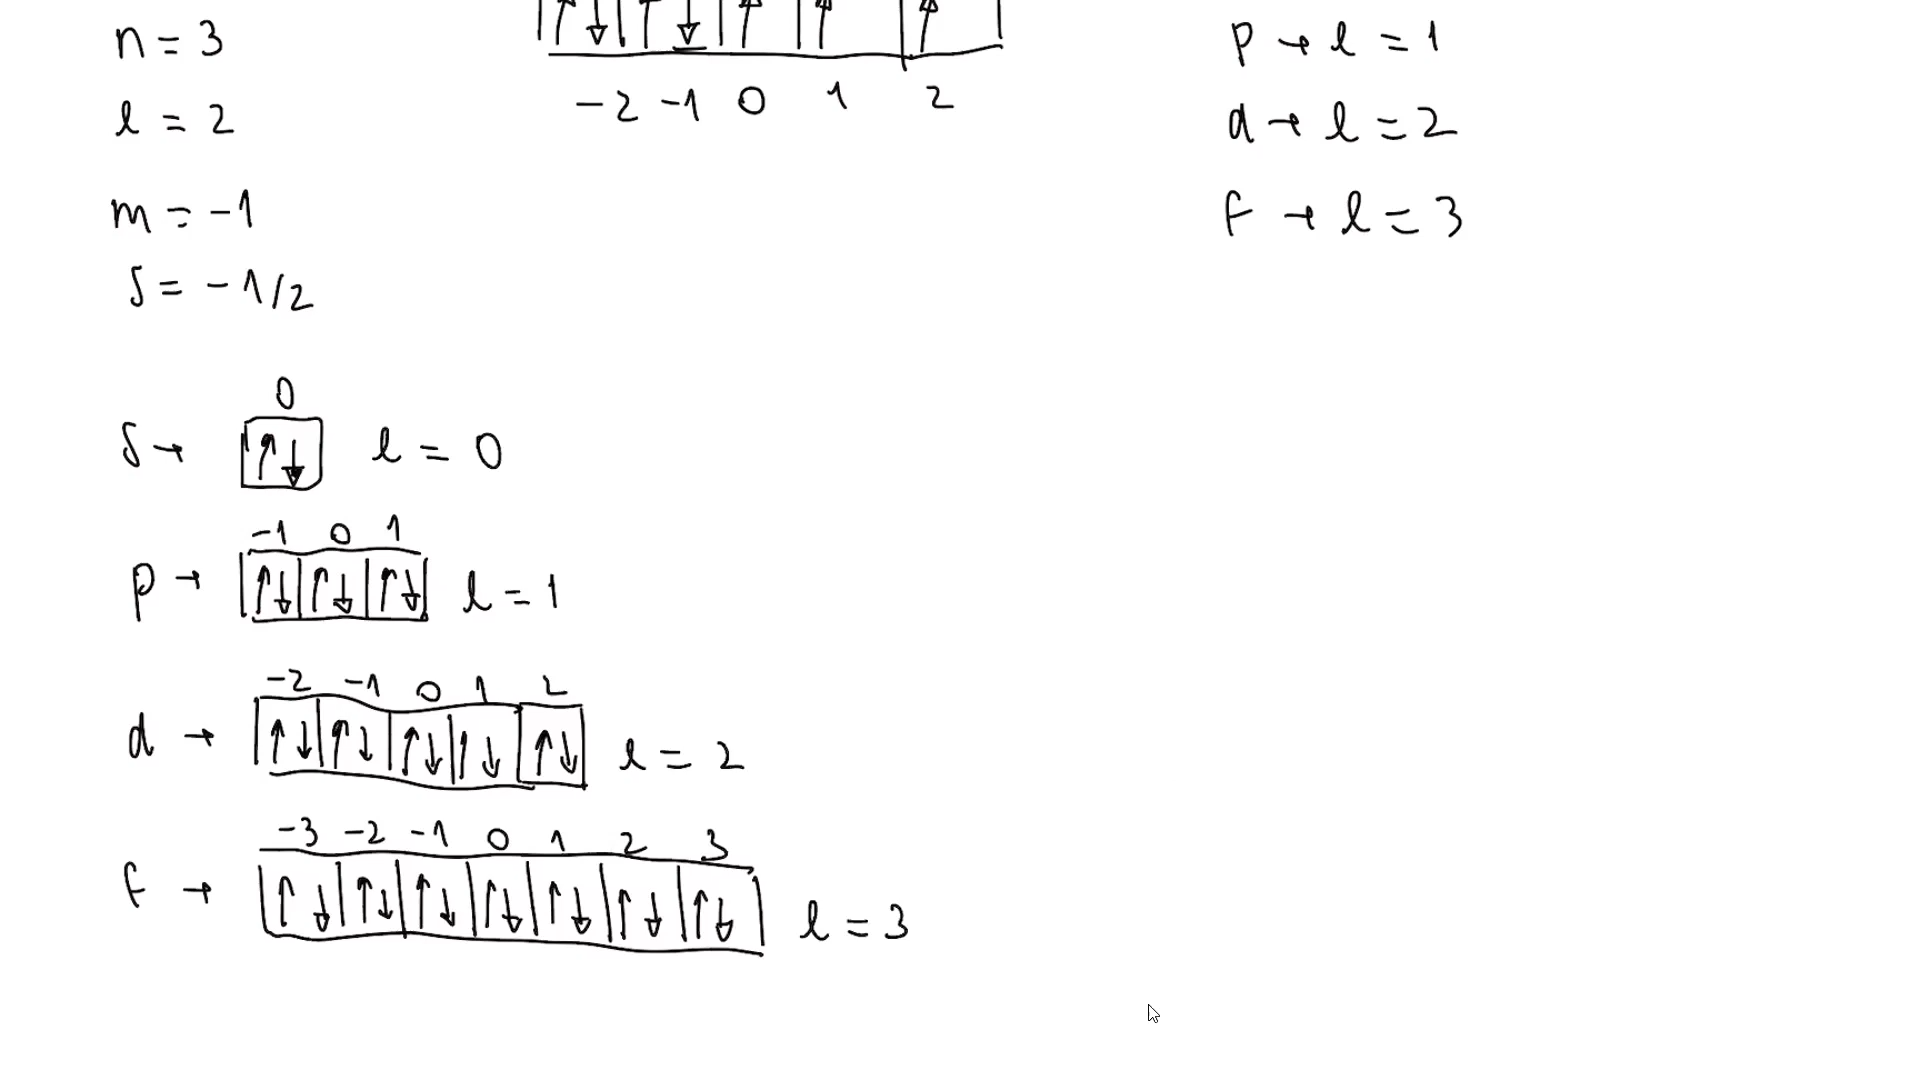 n = 3
l = 2
m = -1
s = -1/2
↑↓ ↑↓ ↑ ↑ ↑
-2 -1 0 1 2
p → l = 1
d → l = 2
f → l = 3
0
s → ↑↓ l = 0
-1 0 1
p → ↑↓ ↑↓ ↑↓ l = 1
-2 -1 0 1 2
d → ↑↓ ↑↓ ↑↓ ↑↓ ↑↓ l = 2
-3 -2 -1 0 1 2 3
f → ↑↓ ↑↓ ↑↓ ↑↓ ↑↓ ↑↓ ↑↓ l = 3